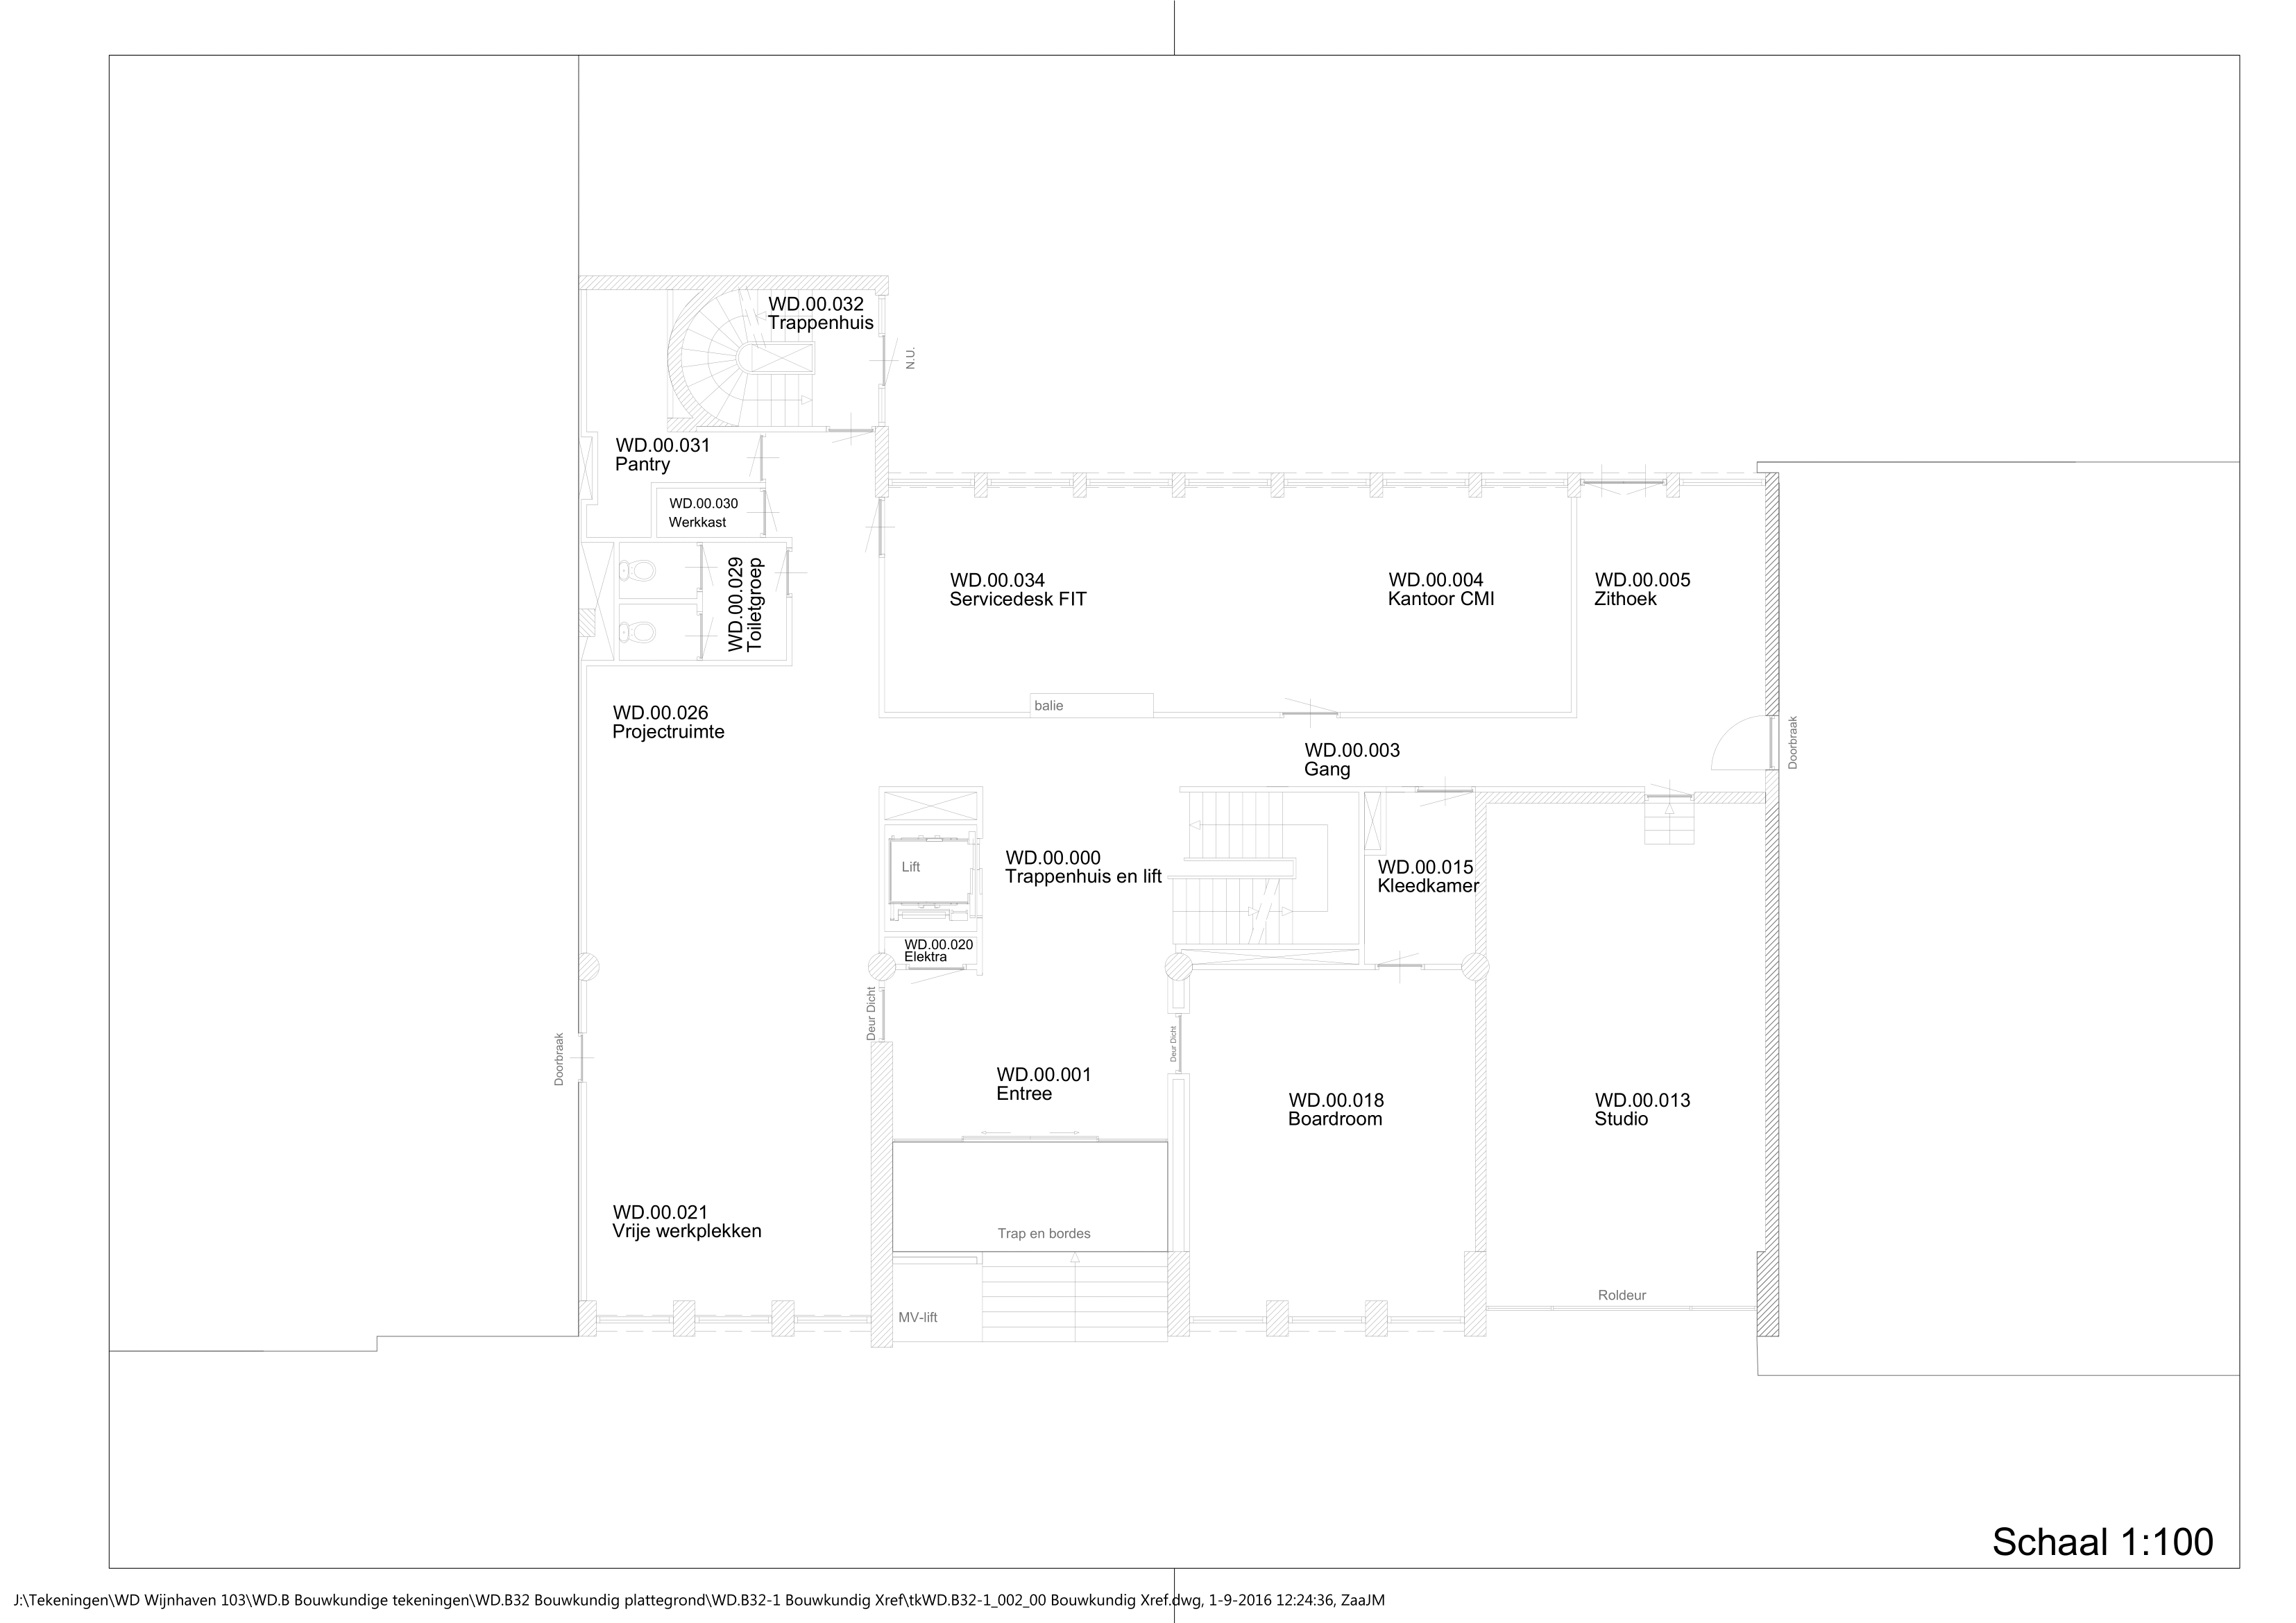 WD.00.032
Trappenhuis
N.U.
WD.00.031
Pantry
WD.00.030
Werkkast
WD.00.029
Toiletgroep
WD.00.034
Servicedesk FIT
WD.00.004
Kantoor CMI
WD.00.005
Zithoek
balie
WD.00.026
Projectruimte
WD.00.003
Gang
Doorbraak
Lift
WD.00.000
Trappenhuis en lift
WD.00.015
Kleedkamer
WD.00.020
Elektra
Deur Dicht
Deur Dicht
Doorbraak
WD.00.001
Entree
WD.00.018
Boardroom
WD.00.013
Studio
WD.00.021
Vrije werkplekken
Trap en bordes
MV-lift
Roldeur
Schaal 1:100
J:\Tekeningen\WD Wijnhaven 103\WD.B Bouwkundige tekeningen\WD.B32 Bouwkundig plattegrond\WD.B32-1 Bouwkundig Xref\tkWD.B32-1_002_00 Bouwkundig Xref.dwg, 1-9-2016 12:24:36, ZaaJM